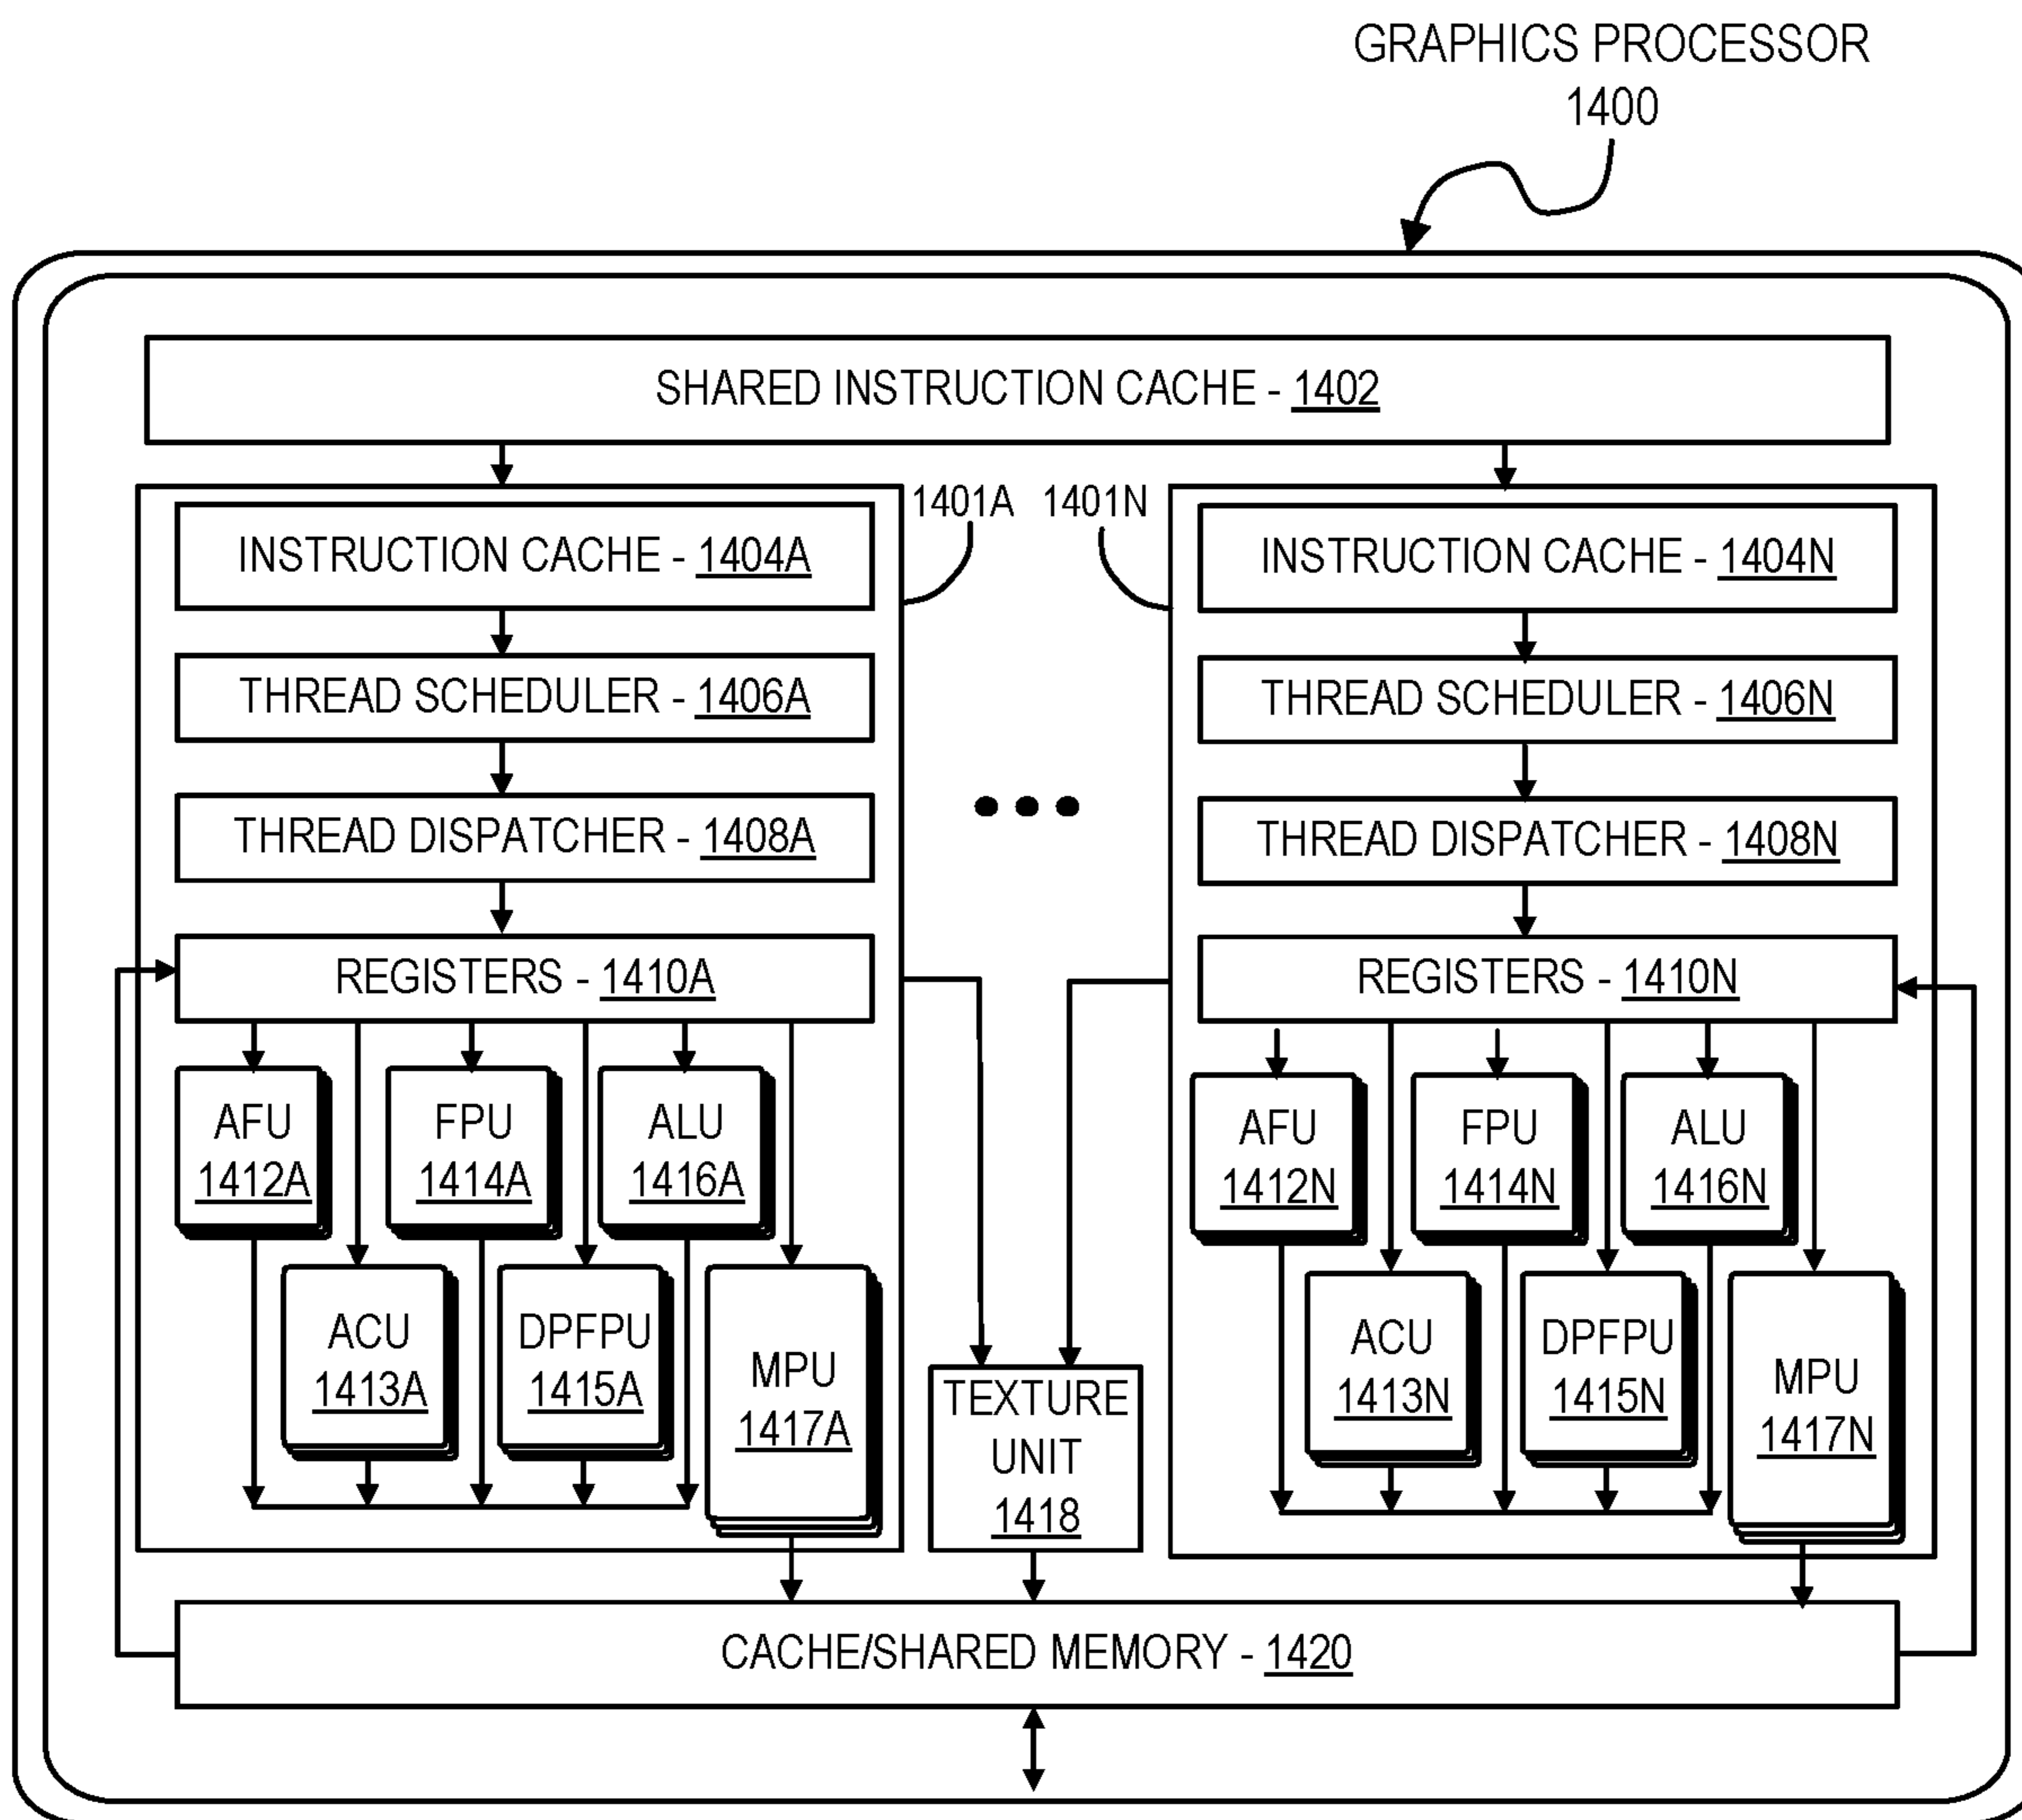 GRAPHICS PROCESSOR
1400
SHARED INSTRUCTION CACHE - 1402
1401A
1401N
INSTRUCTION CACHE - 1404A
THREAD SCHEDULER - 1406A
THREAD DISPATCHER - 1408A
REGISTERS - 1410A
AFU
1412A
FPU
1414A
ALU
1416A
ACU
1413A
DPFPU
1415A
MPU
1417A
TEXTURE
UNIT
1418
INSTRUCTION CACHE - 1404N
THREAD SCHEDULER - 1406N
THREAD DISPATCHER - 1408N
REGISTERS - 1410N
AFU
1412N
FPU
1414N
ALU
1416N
ACU
1413N
DPFPU
1415N
MPU
1417N
CACHE/SHARED MEMORY - 1420